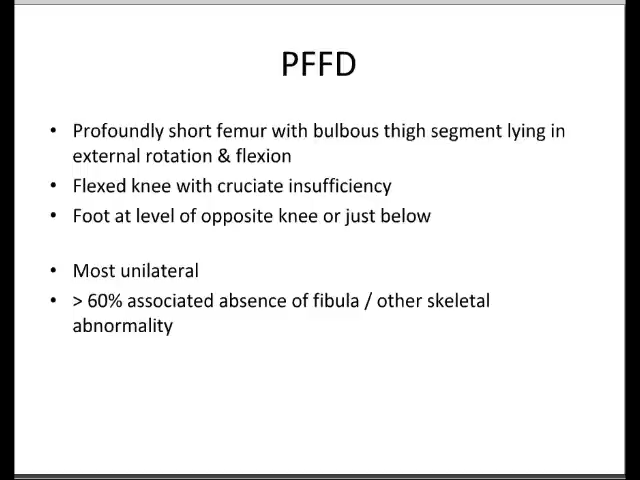 PFFD
• Profoundly short femur with bulbous thigh segment lying in
external rotation & flexion
• Flexed knee with cruciate insufficiency
• Foot at level of opposite knee or just below
• Most unilateral
• > 60% associated absence of fibula / other skeletal
abnormality